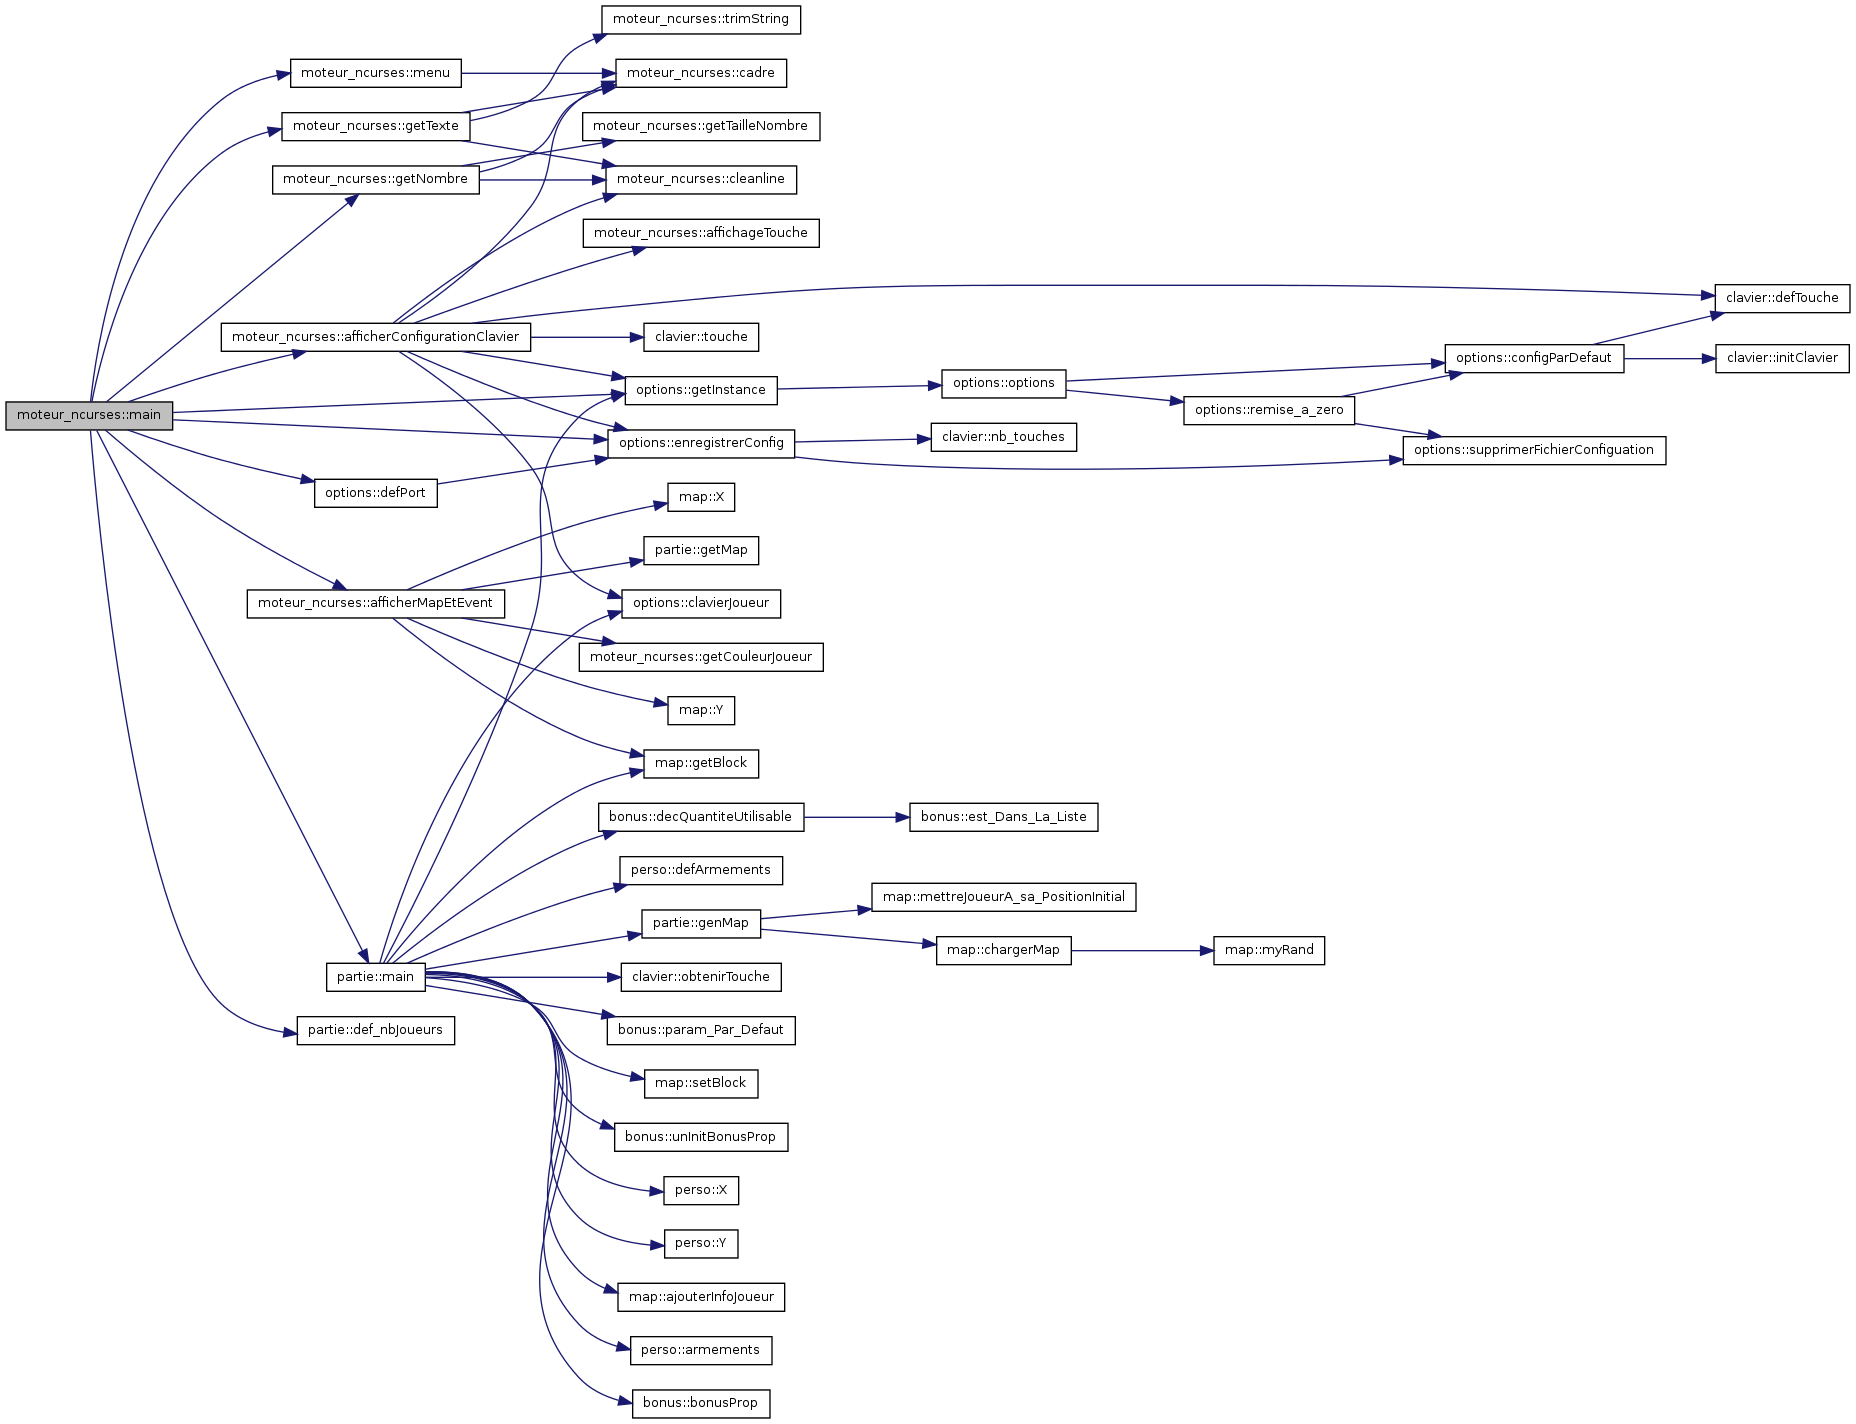 moteur_ncurses::trimString
moteur_ncurses::menu
moteur_ncurses::cadre
moteur_ncurses::getTexte
moteur_ncurses::getTailleNombre
moteur_ncurses::getNombre
moteur_ncurses::cleanline
moteur_ncurses::affichageTouche
clavier::defTouche
moteur_ncurses::afficherConfigurationClavier
clavier::touche
options::configParDefaut
clavier::initClavier
options::getInstance
options::options
options::remise_a_zero
moteur_ncurses::main
options::enregistrerConfig
clavier::nb_touches
options::supprimerFichierConfiguation
options::defPort
map::X
partie::getMap
moteur_ncurses::afficherMapEtEvent
options::clavierJoueur
moteur_ncurses::getCouleurJoueur
map::Y
map::getBlock
bonus::decQuantiteUtilisable
bonus::est_Dans_La_Liste
perso::defArmements
map::mettreJoueurA_sa_PositionInitial
partie::genMap
map::chargerMap
map::myRand
partie::main
clavier::obtenirTouche
partie::def_nbJoueurs
bonus::param_Par_Defaut
map::setBlock
bonus::unInitBonusProp
perso::X
perso::Y
map::ajouterInfoJoueur
perso::armements
bonus::bonusProp